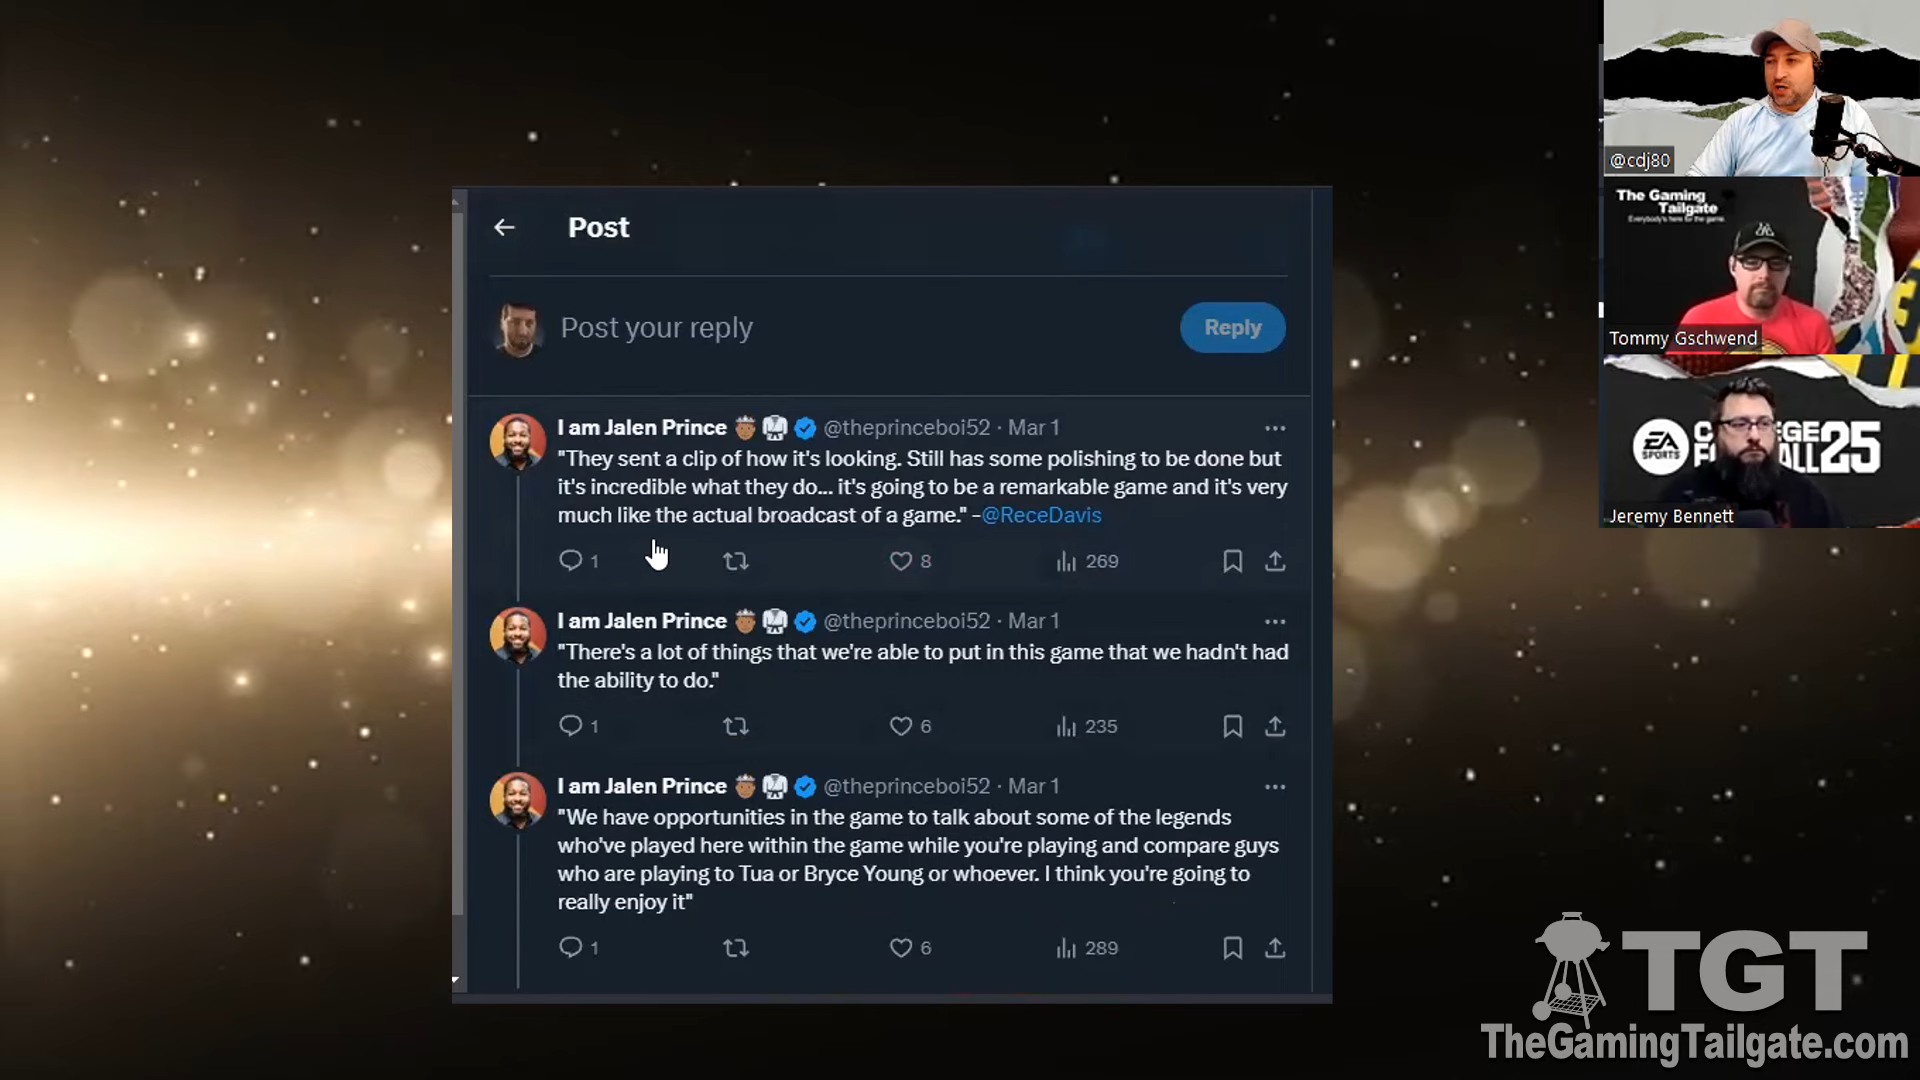 Post
Post your reply
Reply
I am Jalen Prince @theprinceboi52 · Mar 1
"They sent a clip of how it's looking. Still has some polishing to be done but
it's incredible what they do... it's going to be a remarkable game and it's very
much like the actual broadcast of a game." -@ReceDavis
1
8
269
I am Jalen Prince @theprinceboi52 · Mar 1
"There's a lot of things that we're able to put in this game that we hadn't had
the ability to do."
1
6
235
I am Jalen Prince @theprinceboi52 · Mar 1
"We have opportunities in the game to talk about some of the legends
who've played here within the game while you're playing and compare guys
who are playing to Tua or Bryce Young or whoever. I think you're going to
really enjoy it"
1
6
289
@cdj80
The Gaming
Tailgate
Everybody's here for the game.
Tommy Gschwend
EA
SPORTS
25
Jeremy Bennett
TGT
TheGamingTailgate.com